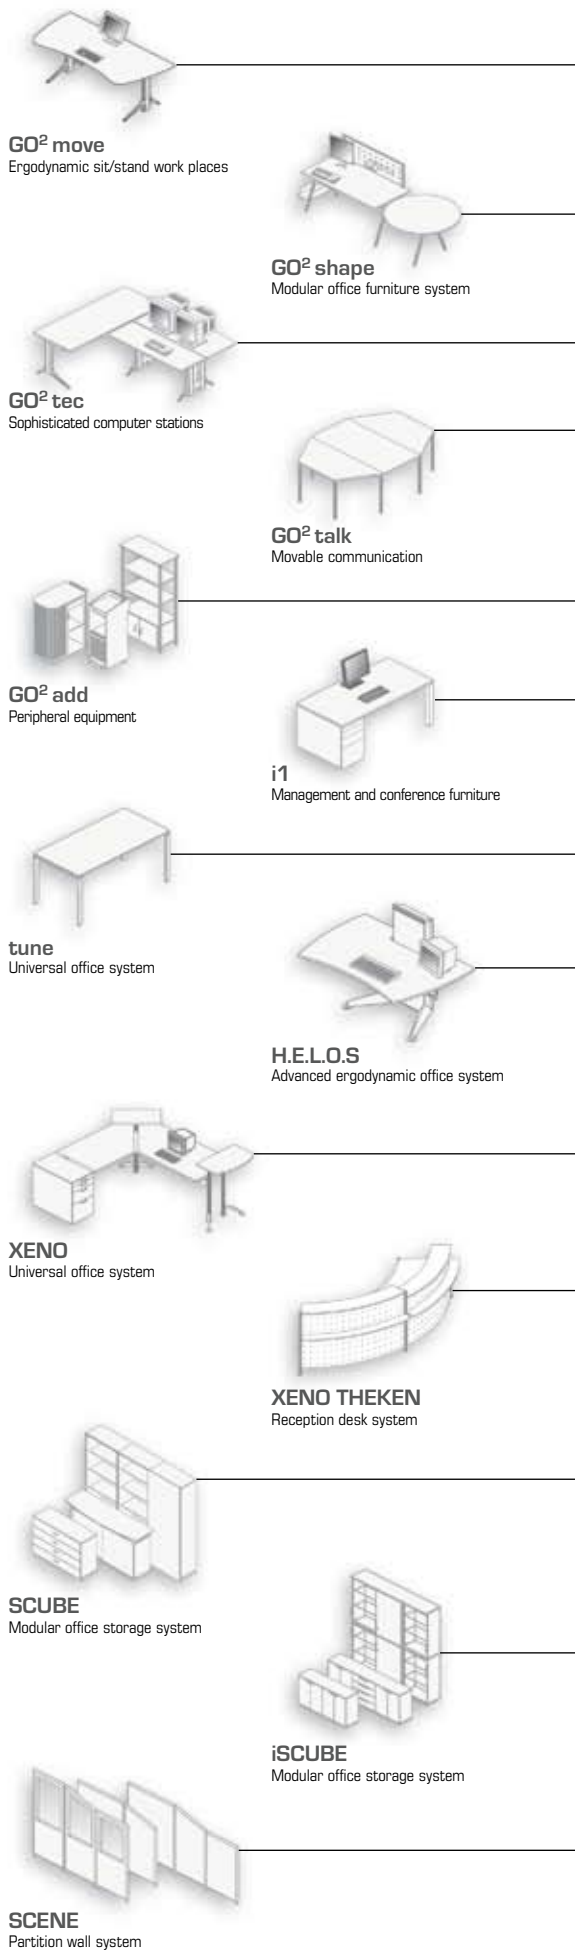 GO² move
Ergodynamic sit/stand work places
GO² shape
Modular office furniture system
GO² tec
Sophisticated computer stations
GO² talk
Movable communication
GO² add
Peripheral equipment
i1
Management and conference furniture
tune
Universal office system
H.E.L.O.S
Advanced ergodynamic office system
XENO
Universal office system
XENO THEKEN
Reception desk system
SCUBE
Modular office storage system
iSCUBE
Modular office storage system
SCENE
Partition wall system